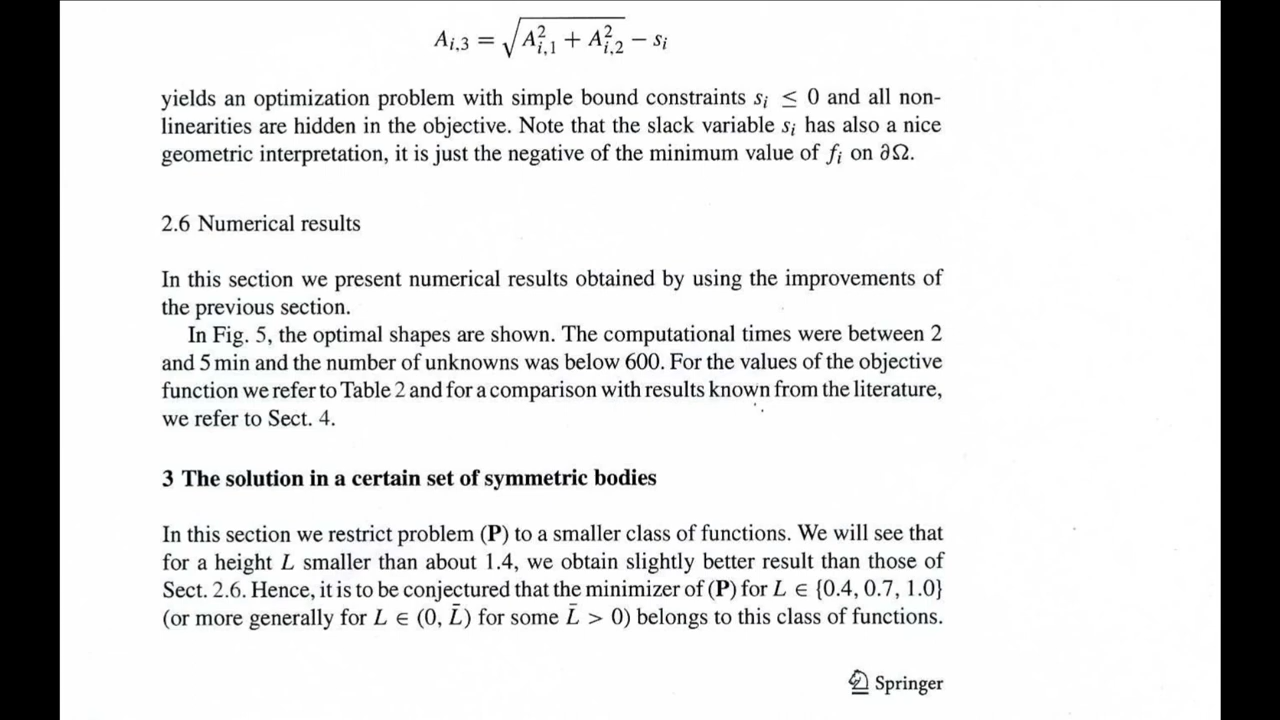 A_{i,3} = \sqrt{A_{i,1}^2 + A_{i,2}^2} − s_i
yields an optimization problem with simple bound constraints s_i ≤ 0 and all non-
linearities are hidden in the objective. Note that the slack variable s_i has also a nice
geometric interpretation, it is just the negative of the minimum value of f_i on ∂Ω.
2.6 Numerical results
In this section we present numerical results obtained by using the improvements of
the previous section.
In Fig. 5, the optimal shapes are shown. The computational times were between 2
and 5 min and the number of unknowns was below 600. For the values of the objective
function we refer to Table 2 and for a comparison with results known from the literature,
we refer to Sect. 4.
3 The solution in a certain set of symmetric bodies
In this section we restrict problem (P) to a smaller class of functions. We will see that
for a height L smaller than about 1.4, we obtain slightly better result than those of
Sect. 2.6. Hence, it is to be conjectured that the minimizer of (P) for L ∈ {0.4, 0.7, 1.0}
(or more generally for L ∈ (0, L̄) for some L̄ > 0) belongs to this class of functions.
Springer